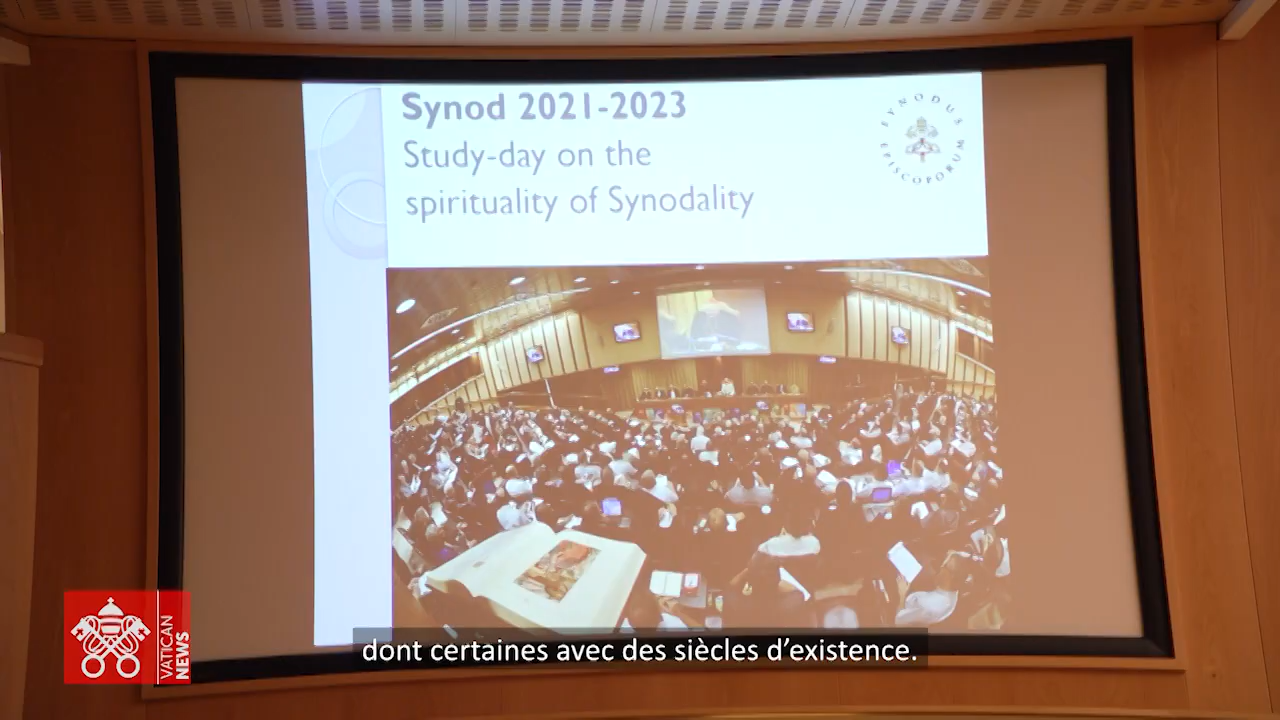 Synod 2021-2023
Study-day on the
spirituality of Synodality
SYNODUS EPISCOPORUM
VATICAN
NEWS
dont certaines avec des siècles d’existence.